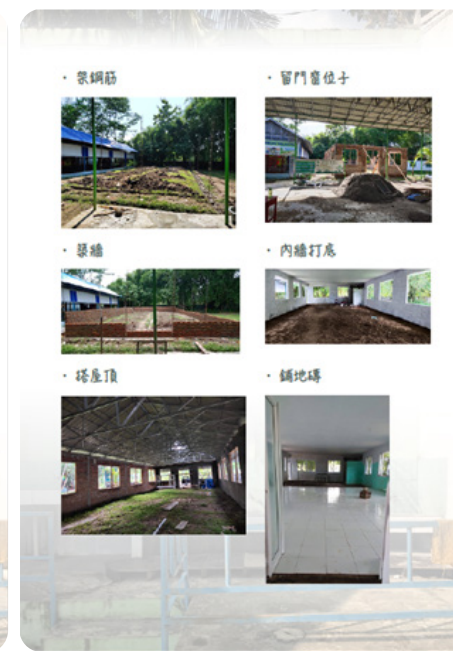 · 架鋼筋
· 留門窗位子
· 築牆
· 內牆打底
· 搭屋頂
· 鋪地磚